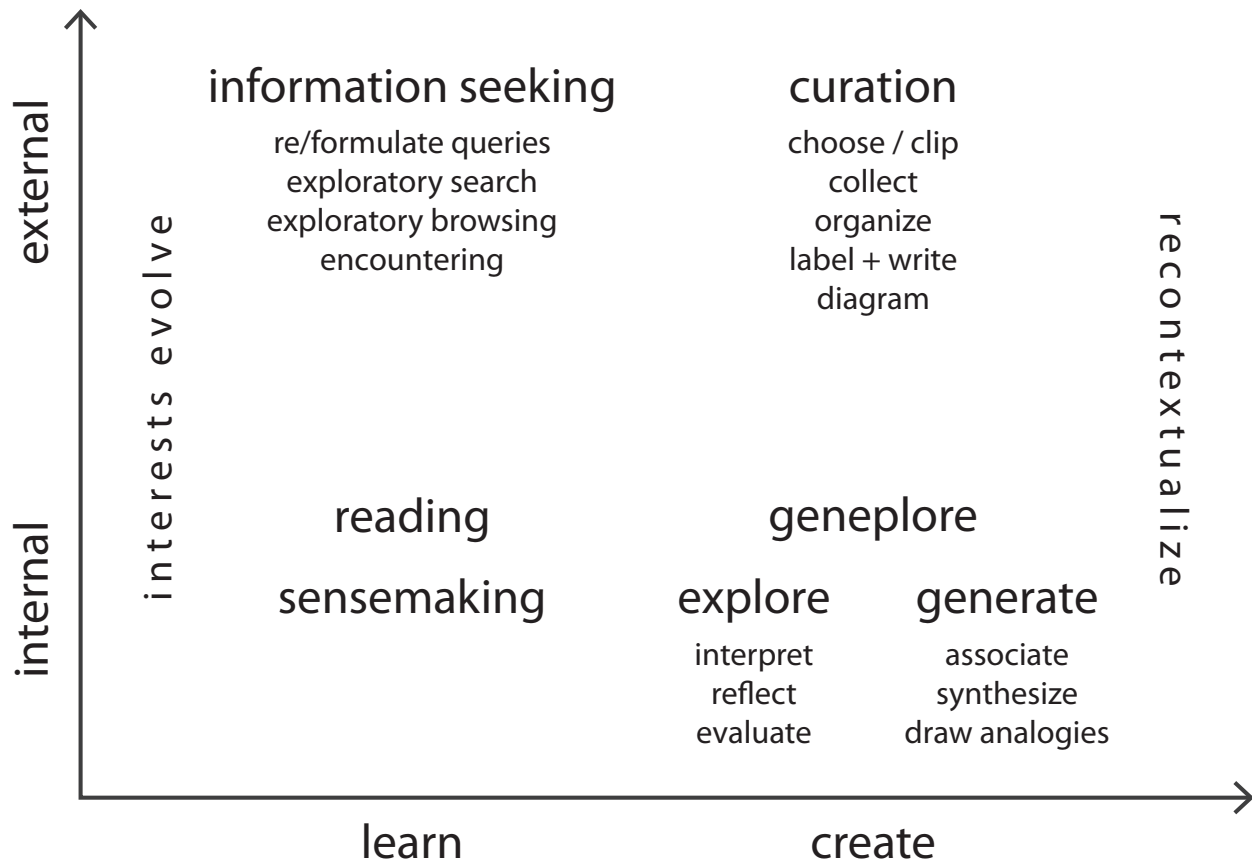 external
internal
interests evolve
information seeking
re/formulate queries
exploratory search
exploratory browsing
encountering
curation
choose / clip
collect
organize
label + write
diagram
recontextualize
reading
sensemaking
geneplore
explore
interpret
reflect
evaluate
generate
associate
synthesize
draw analogies
learn
create